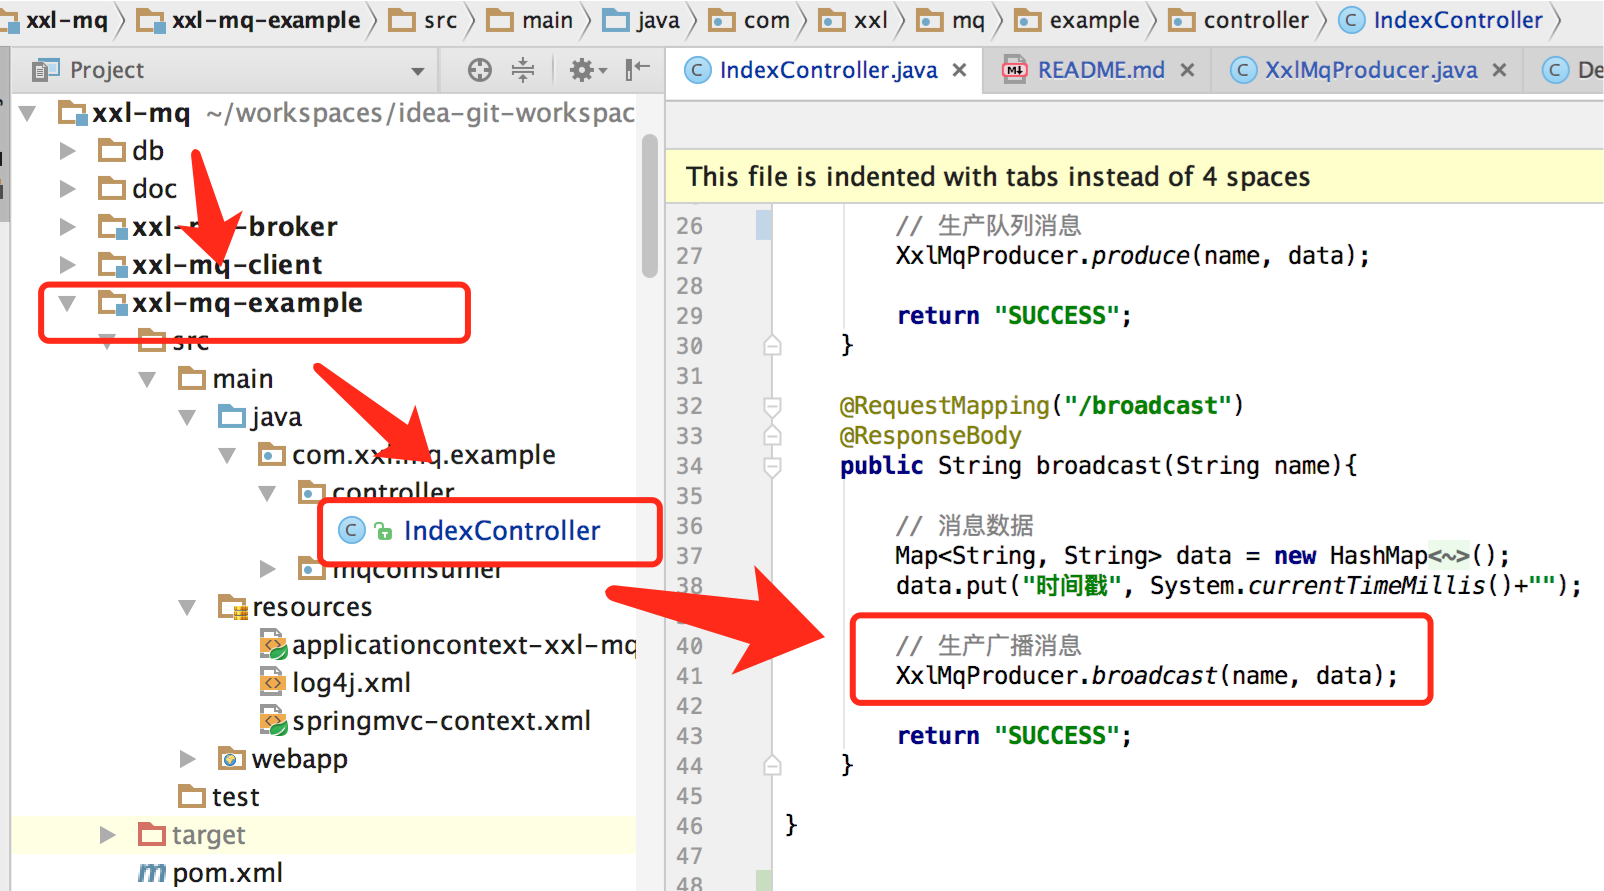 xxl-mq xxl-mq-example src main java com xxl mq example controller IndexController
Project
IndexController.java README.md XxlMqProducer.java De
xxl-mq ~/workspaces/idea-git-workspac
db
doc
xxl-mq-broker
xxl-mq-client
xxl-mq-example
src
main
java
com.xxl.mq.example
controller
IndexController
mqcomsumer
resources
applicationcontext-xxl-mq
log4j.xml
springmvc-context.xml
webapp
test
target
pom.xml
This file is indented with tabs instead of 4 spaces
26 // 生产队列消息
27 XxlMqProducer.produce(name, data);
28
29 return "SUCCESS";
30 }
31
32 @RequestMapping("/broadcast")
33 @ResponseBody
34 public String broadcast(String name){
35
36 // 消息数据
37 Map<String, String> data = new HashMap<~>();
38 data.put("时间戳", System.currentTimeMillis()+"");
40 // 生产广播消息
41 XxlMqProducer.broadcast(name, data);
42
43 return "SUCCESS";
44 }
45
46 }
47
48